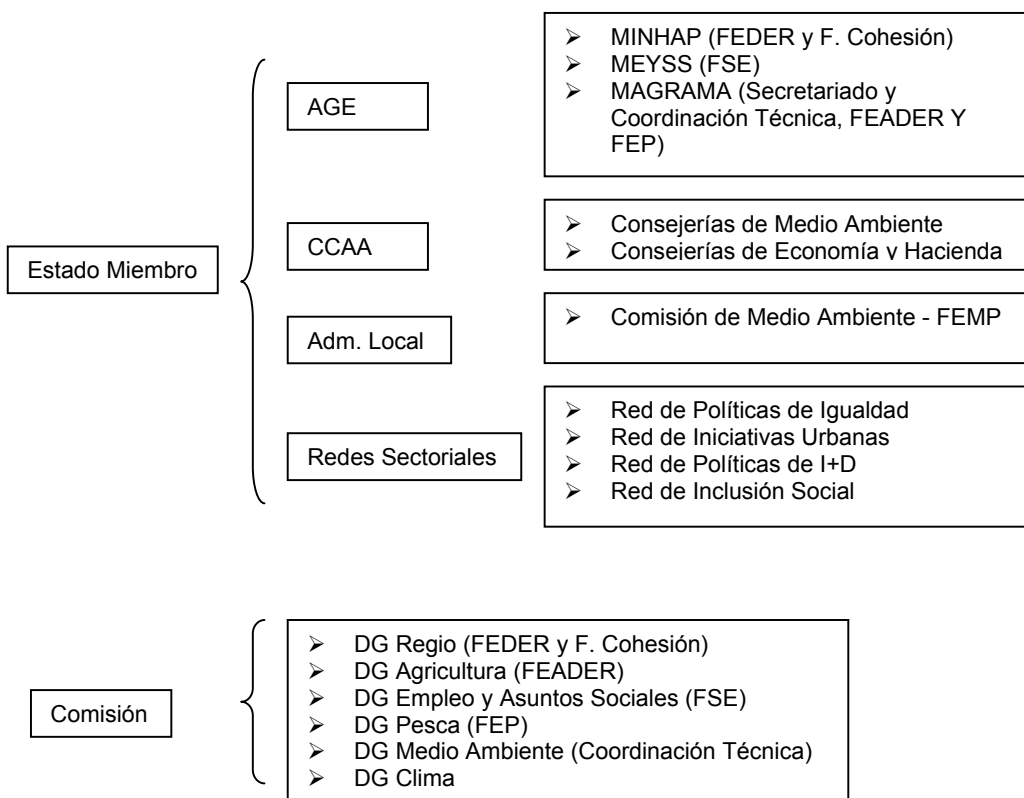 Estado Miembro
AGE
➢ MINHAP (FEDER y F. Cohesión)
➢ MEYSS (FSE)
➢ MAGRAMA (Secretariado y
Coordinación Técnica, FEADER Y
FEP)
CCAA
➢ Consejerías de Medio Ambiente
➢ Consejerías de Economía y Hacienda
Adm. Local
➢ Comisión de Medio Ambiente - FEMP
Redes Sectoriales
➢ Red de Políticas de Igualdad
➢ Red de Iniciativas Urbanas
➢ Red de Políticas de I+D
➢ Red de Inclusión Social
Comisión
➢ DG Regio (FEDER y F. Cohesión)
➢ DG Agricultura (FEADER)
➢ DG Empleo y Asuntos Sociales (FSE)
➢ DG Pesca (FEP)
➢ DG Medio Ambiente (Coordinación Técnica)
➢ DG Clima